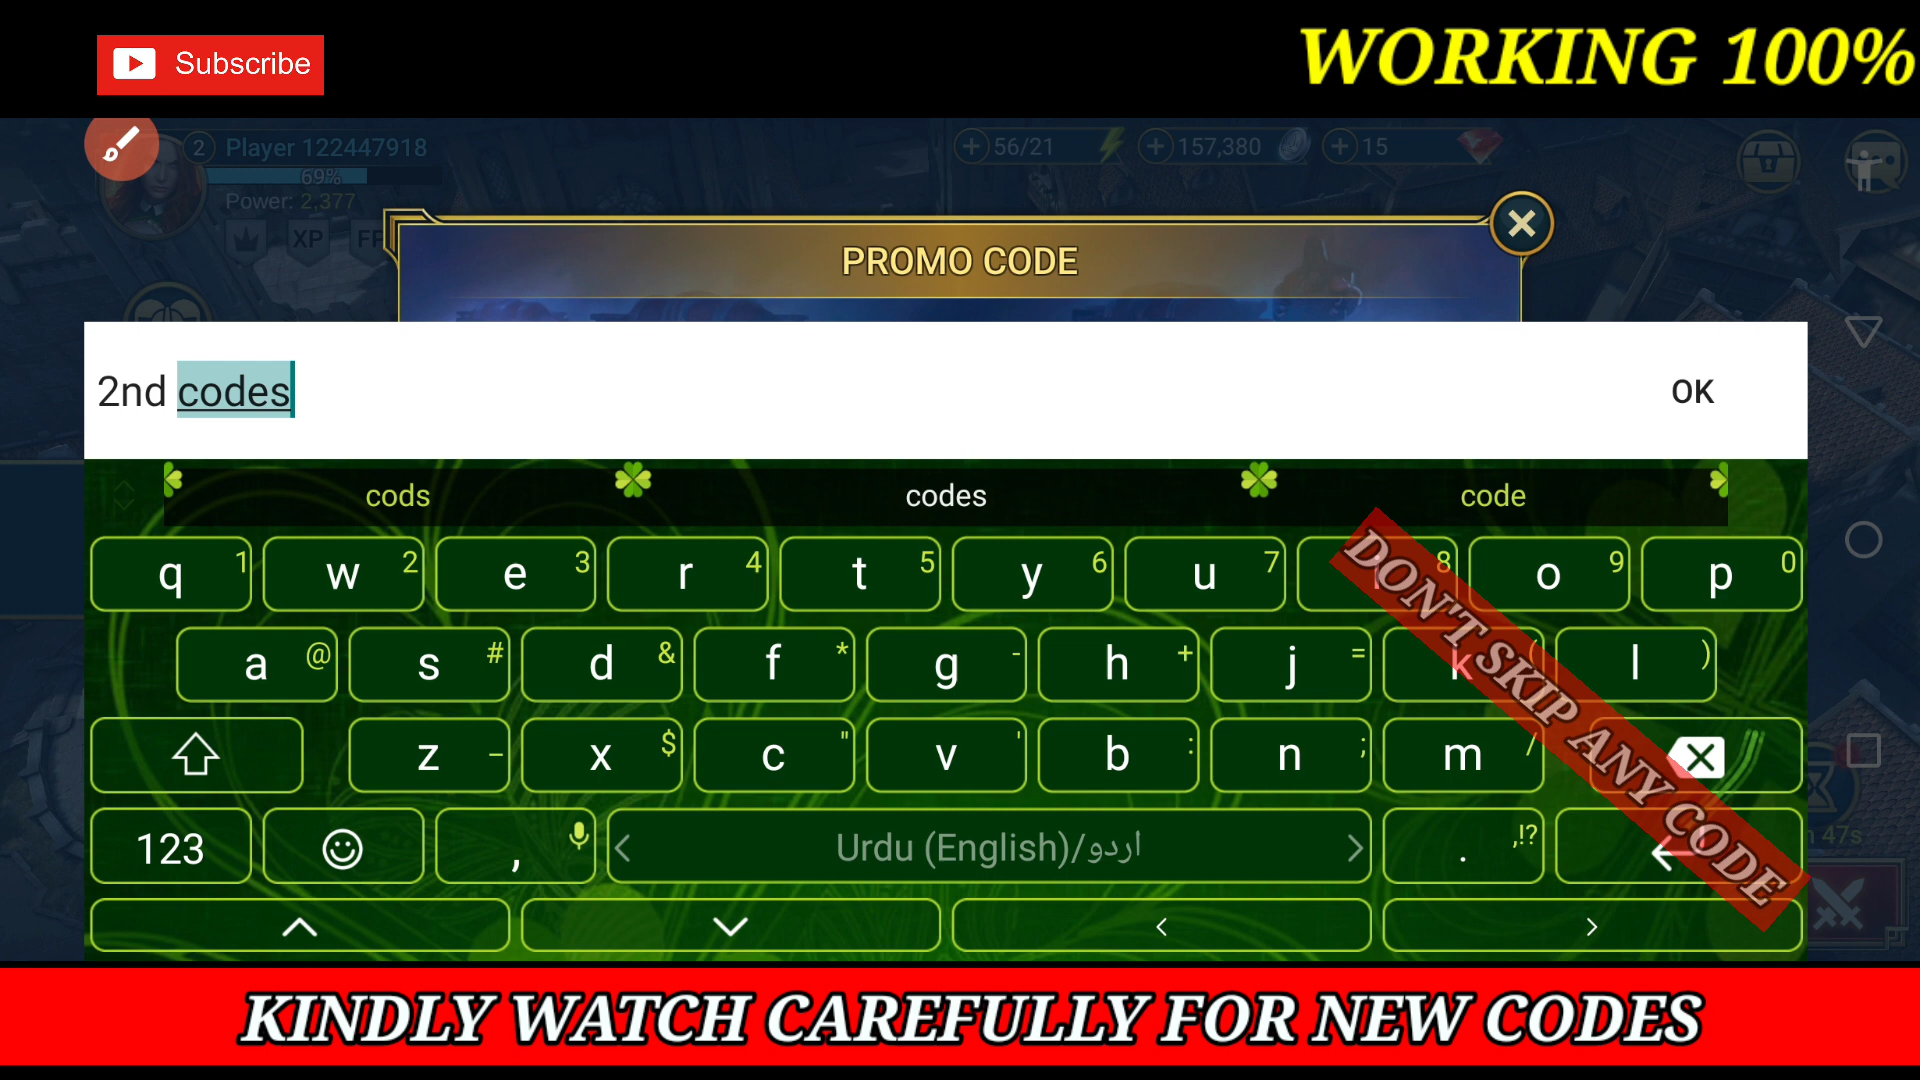 Subscribe
WORKING 100%
2 Player 122447918
69%
Power: 2,377
XP
56/21
157,380
15
PROMO CODE
2nd codes
OK
cods codes code
q 1 w 2 e 3 r 4 t 5 y 6 u 7 i 8 o 9 p 0
a @ s # d & f * g - h + j = k ( l )
z _ x $ c " v ' b : n ; m /
123 , Urdu (English)/اردو . ,!?
DON'T SKIP ANY CODE
47s
KINDLY WATCH CAREFULLY FOR NEW CODES